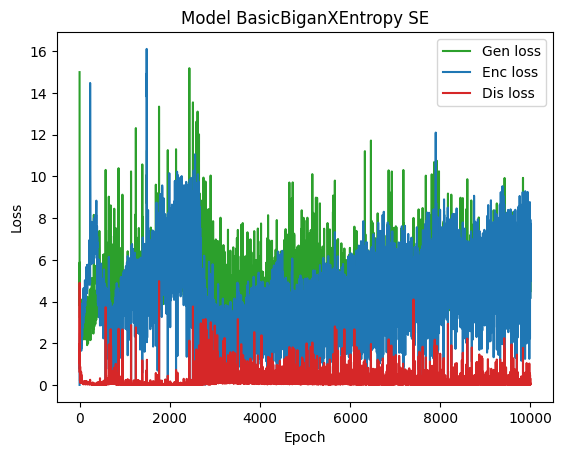 Model BasicBiganXEntropy SE
Gen loss
Enc loss
Dis loss
Loss
16
14
12
10
8
6
4
2
0
0 2000 4000 6000 8000 10000
Epoch